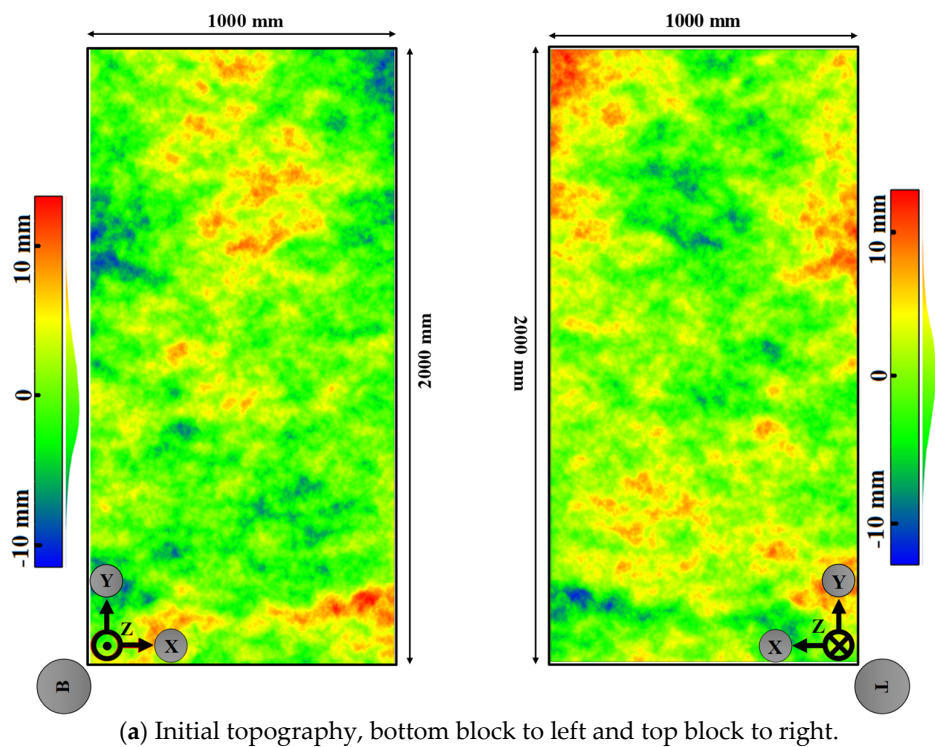 1000 mm
1000 mm
10 mm
0
-10 mm
2000 mm
2000 mm
10 mm
0
-10 mm
Y
Z
X
B
Y
Z
X
T
(a) Initial topography, bottom block to left and top block to right.